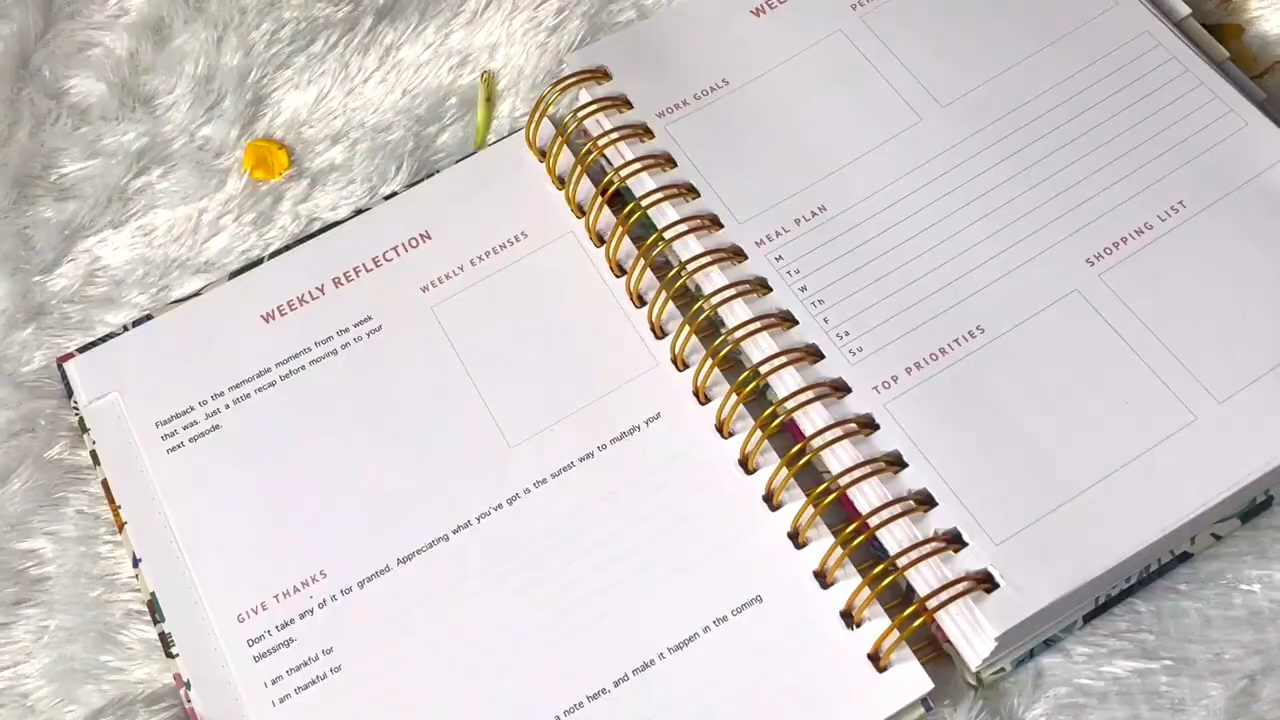 WEEKLY REFLECTION
Flashback to the memorable moments from the week
that was. Just a little recap before moving on to your
next episode.
WEEKLY EXPENSES
GIVE THANKS
Don't take any of it for granted. Appreciating what you've got is the surest way to multiply your
blessings.
I am thankful for
I am thankful for
a note here, and make it happen in the coming
WORK GOALS
MEAL PLAN
M
Tu
W
Th
F
Sa
Su
TOP PRIORITIES
SHOPPING LIST